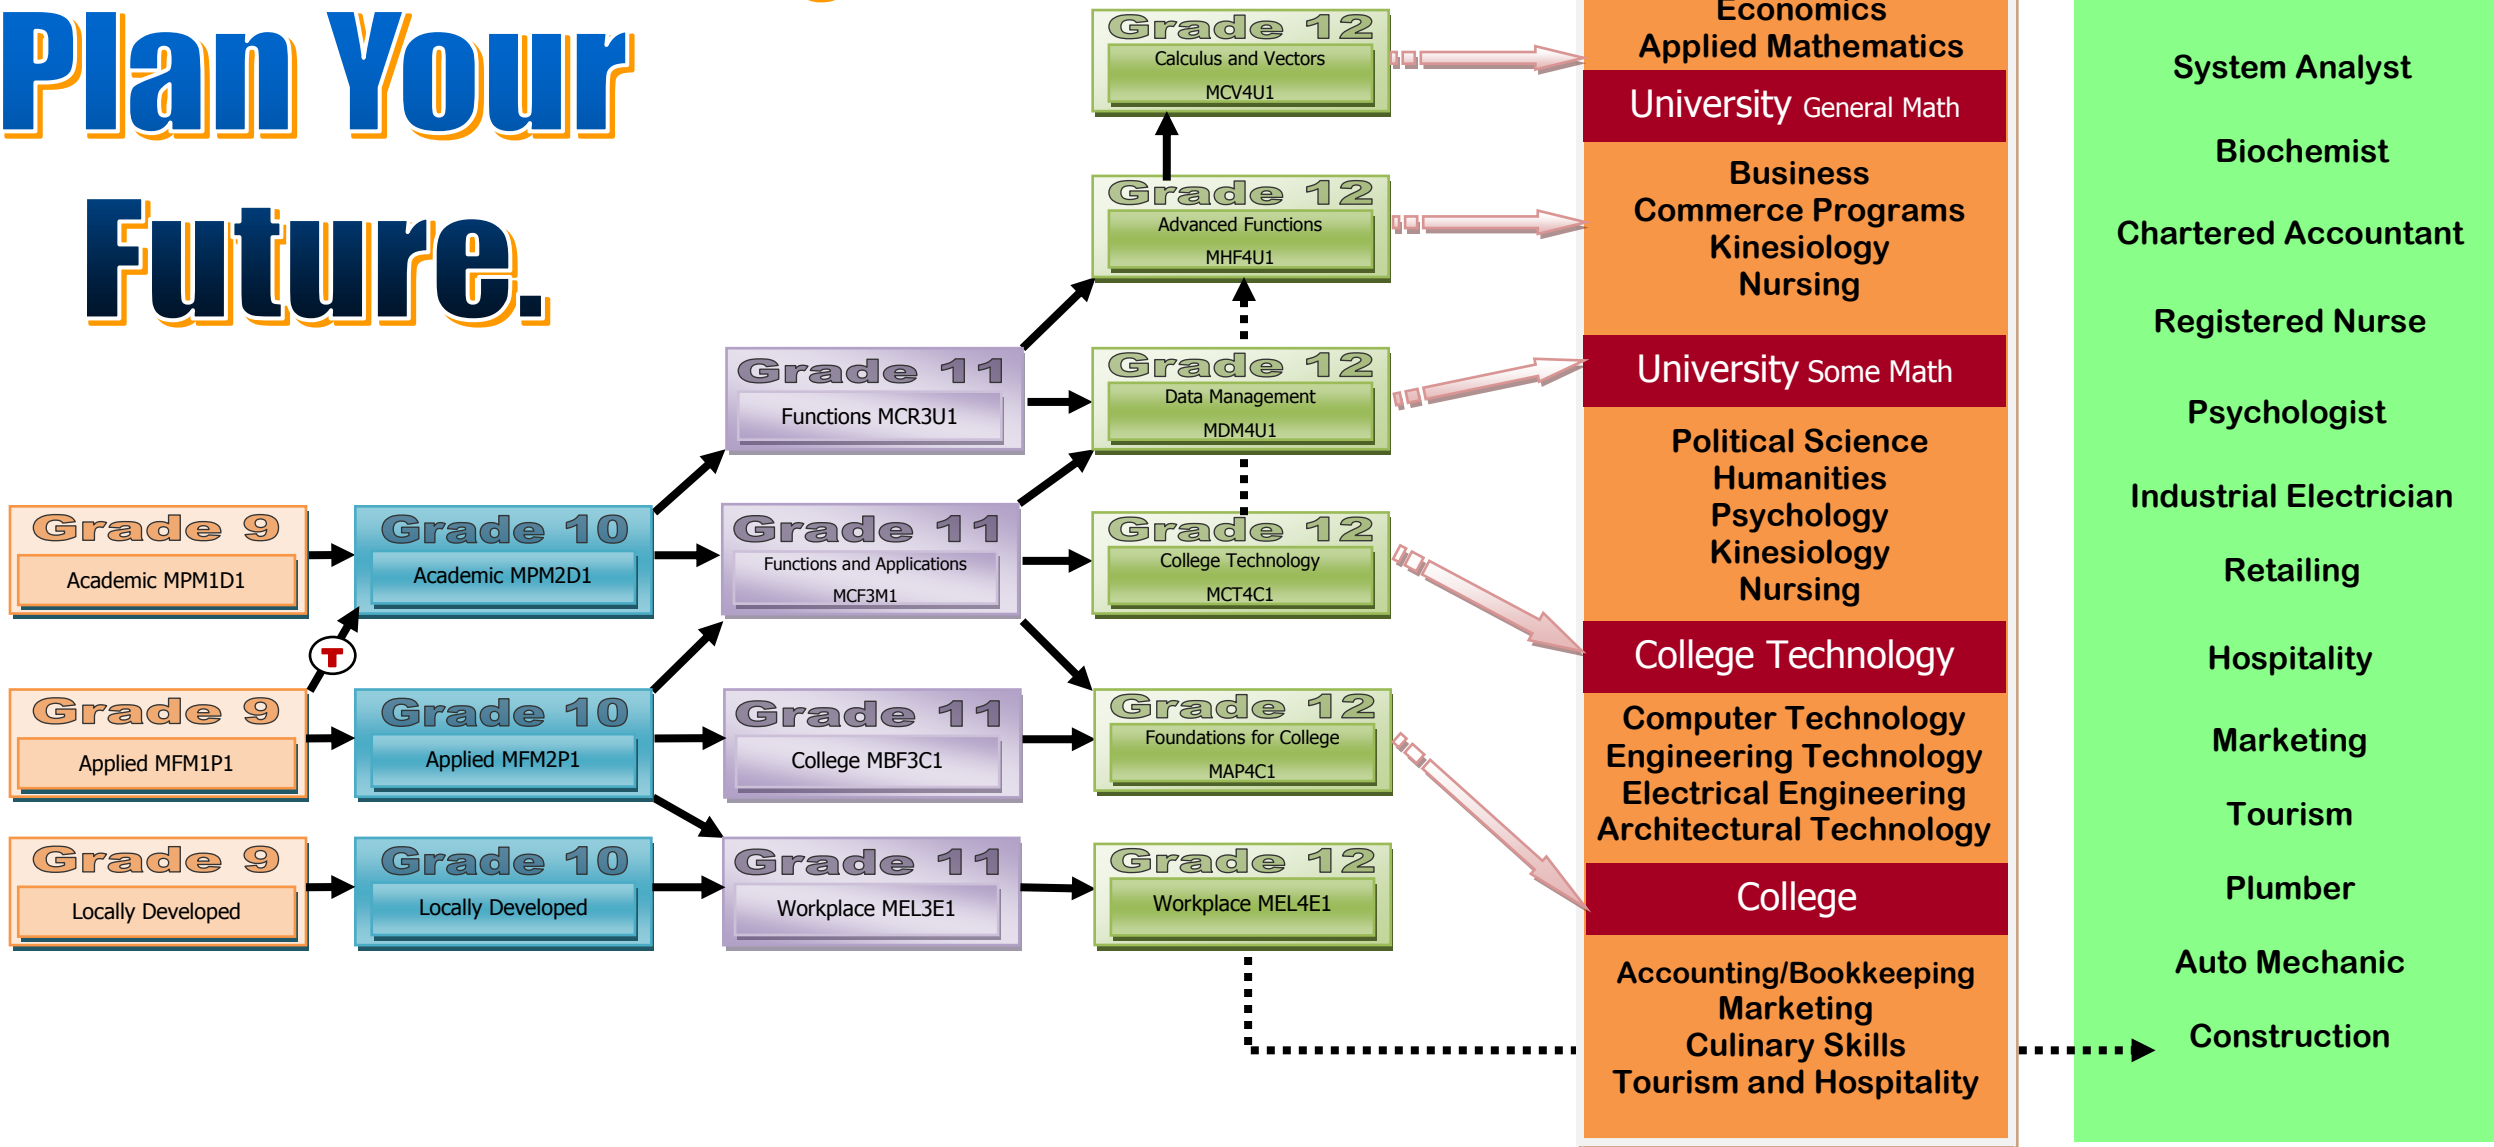 Plan Your
Future.
Grade 12
Calculus and Vectors
MCV4U1
Grade 12
Advanced Functions
MHF4U1
Grade 11
Functions MCR3U1
Grade 12
Data Management
MDM4U1
Grade 9
Academic MPM1D1
Grade 10
Academic MPM2D1
Grade 11
Functions and Applications
MCF3M1
Grade 12
College Technology
MCT4C1
T
Grade 9
Applied MFM1P1
Grade 10
Applied MFM2P1
Grade 11
College MBF3C1
Grade 12
Foundations for College
MAP4C1
Grade 9
Locally Developed
Grade 10
Locally Developed
Grade 11
Workplace MEL3E1
Grade 12
Workplace MEL4E1
Economics
Applied Mathematics
University General Math
Business
Commerce Programs
Kinesiology
Nursing
University Some Math
Political Science
Humanities
Psychology
Kinesiology
Nursing
College Technology
Computer Technology
Engineering Technology
Electrical Engineering
Architectural Technology
College
Accounting/Bookkeeping
Marketing
Culinary Skills
Tourism and Hospitality
System Analyst
Biochemist
Chartered Accountant
Registered Nurse
Psychologist
Industrial Electrician
Retailing
Hospitality
Marketing
Tourism
Plumber
Auto Mechanic
Construction